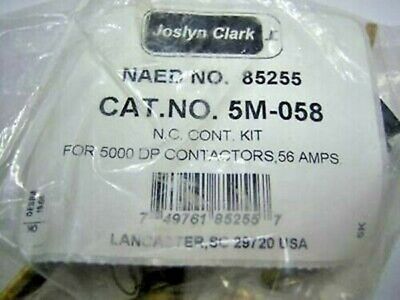 Joslyn Clark
NAED NO. 85255
CAT.NO. 5M-058
N.C. CONT. KIT
FOR 5000 DP CONTACTORS,56 AMPS
7 49761 85255 7
LANCASTER,SC 29720 USA